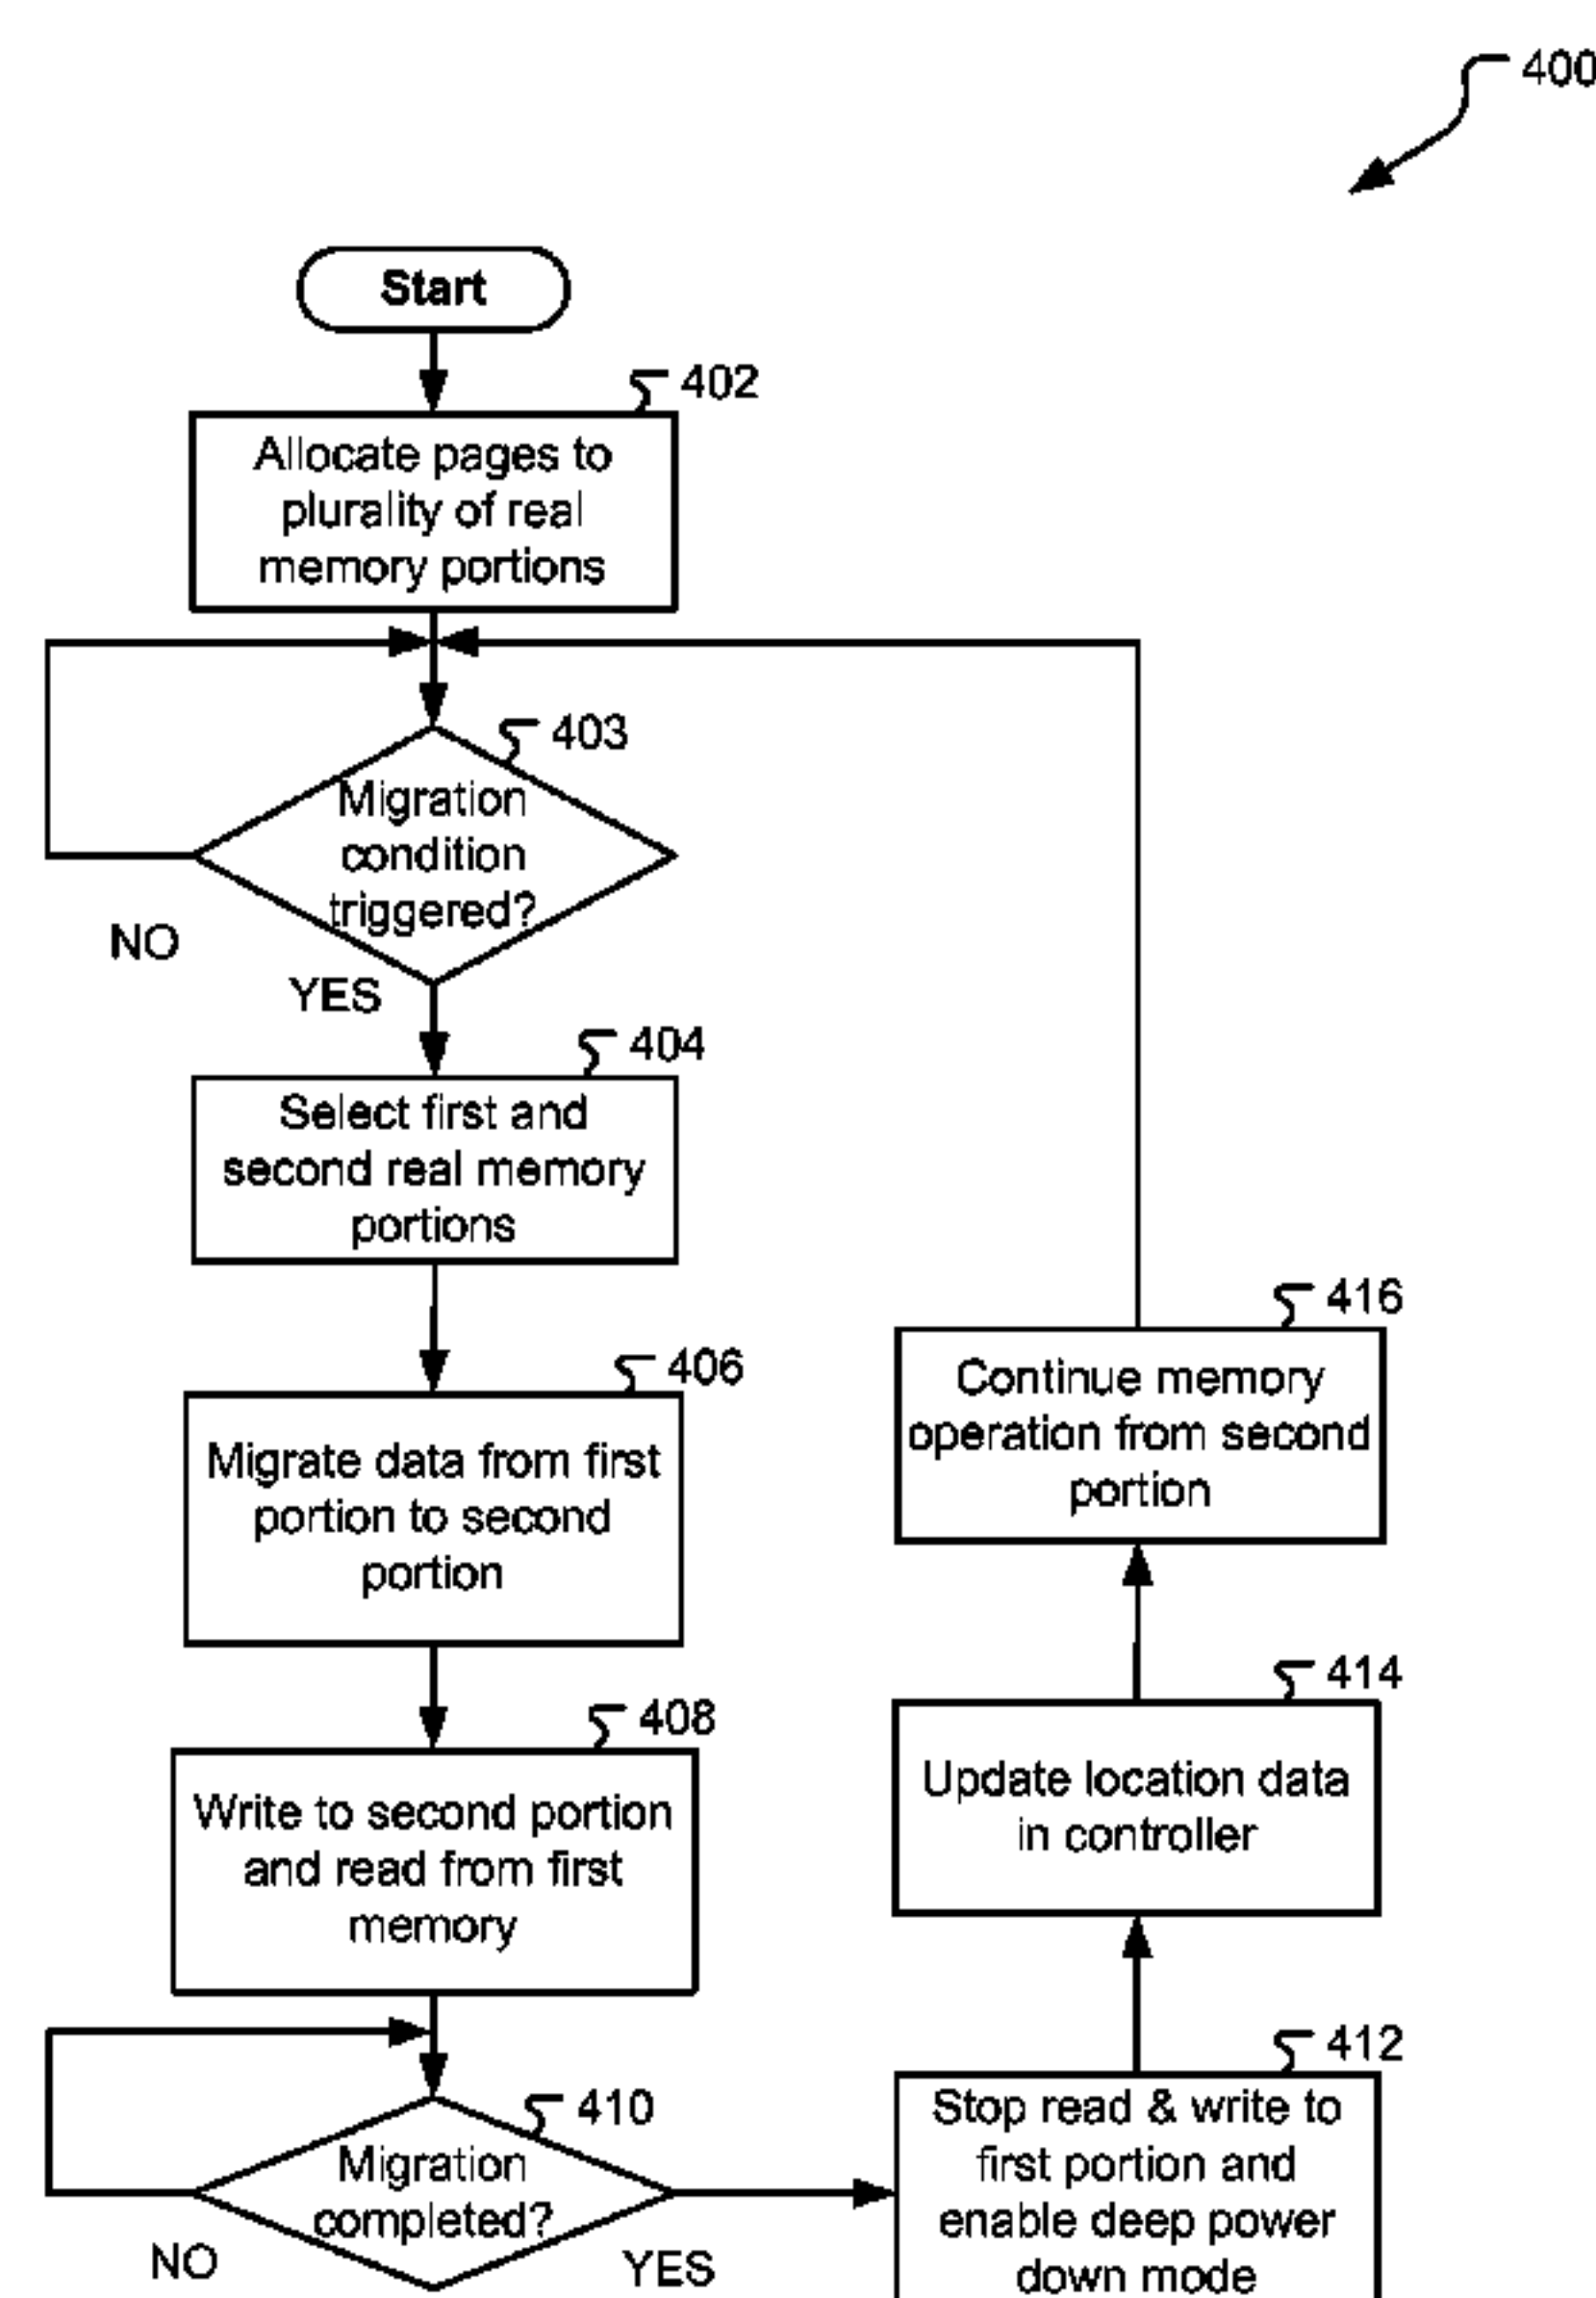 400
Start
402
Allocate pages to
plurality of real
memory portions
403
Migration
condition
triggered?
NO
YES
404
Select first and
second real memory
portions
406
Migrate data from first
portion to second
portion
408
Write to second portion
and read from first
memory
410
Migration
completed?
NO
YES
412
Stop read & write to
first portion and
enable deep power
down mode
414
Update location data
in controller
416
Continue memory
operation from second
portion